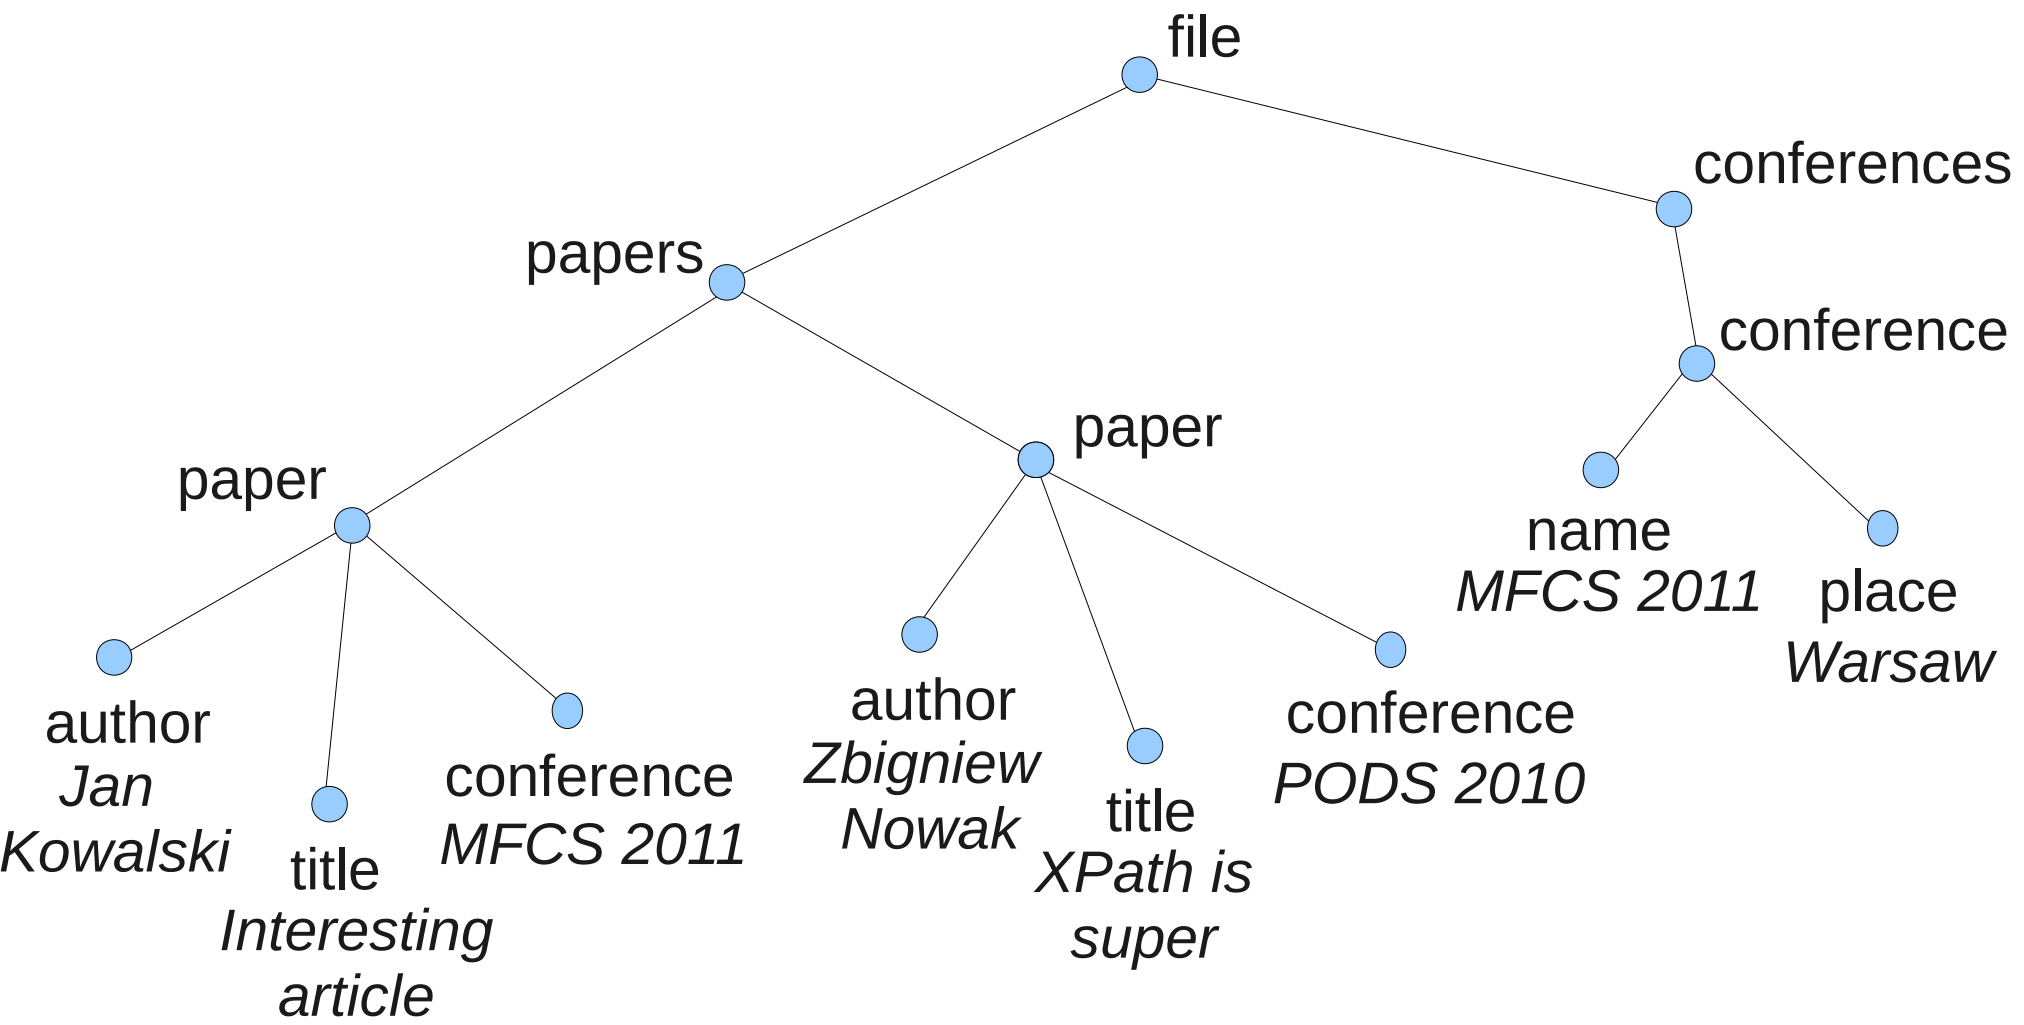 file
conferences
papers
conference
paper
paper
name
MFCS 2011
place
Warsaw
author
Jan
Kowalski
title
Interesting
article
conference
MFCS 2011
author
Zbigniew
Nowak
title
XPath is
super
conference
PODS 2010